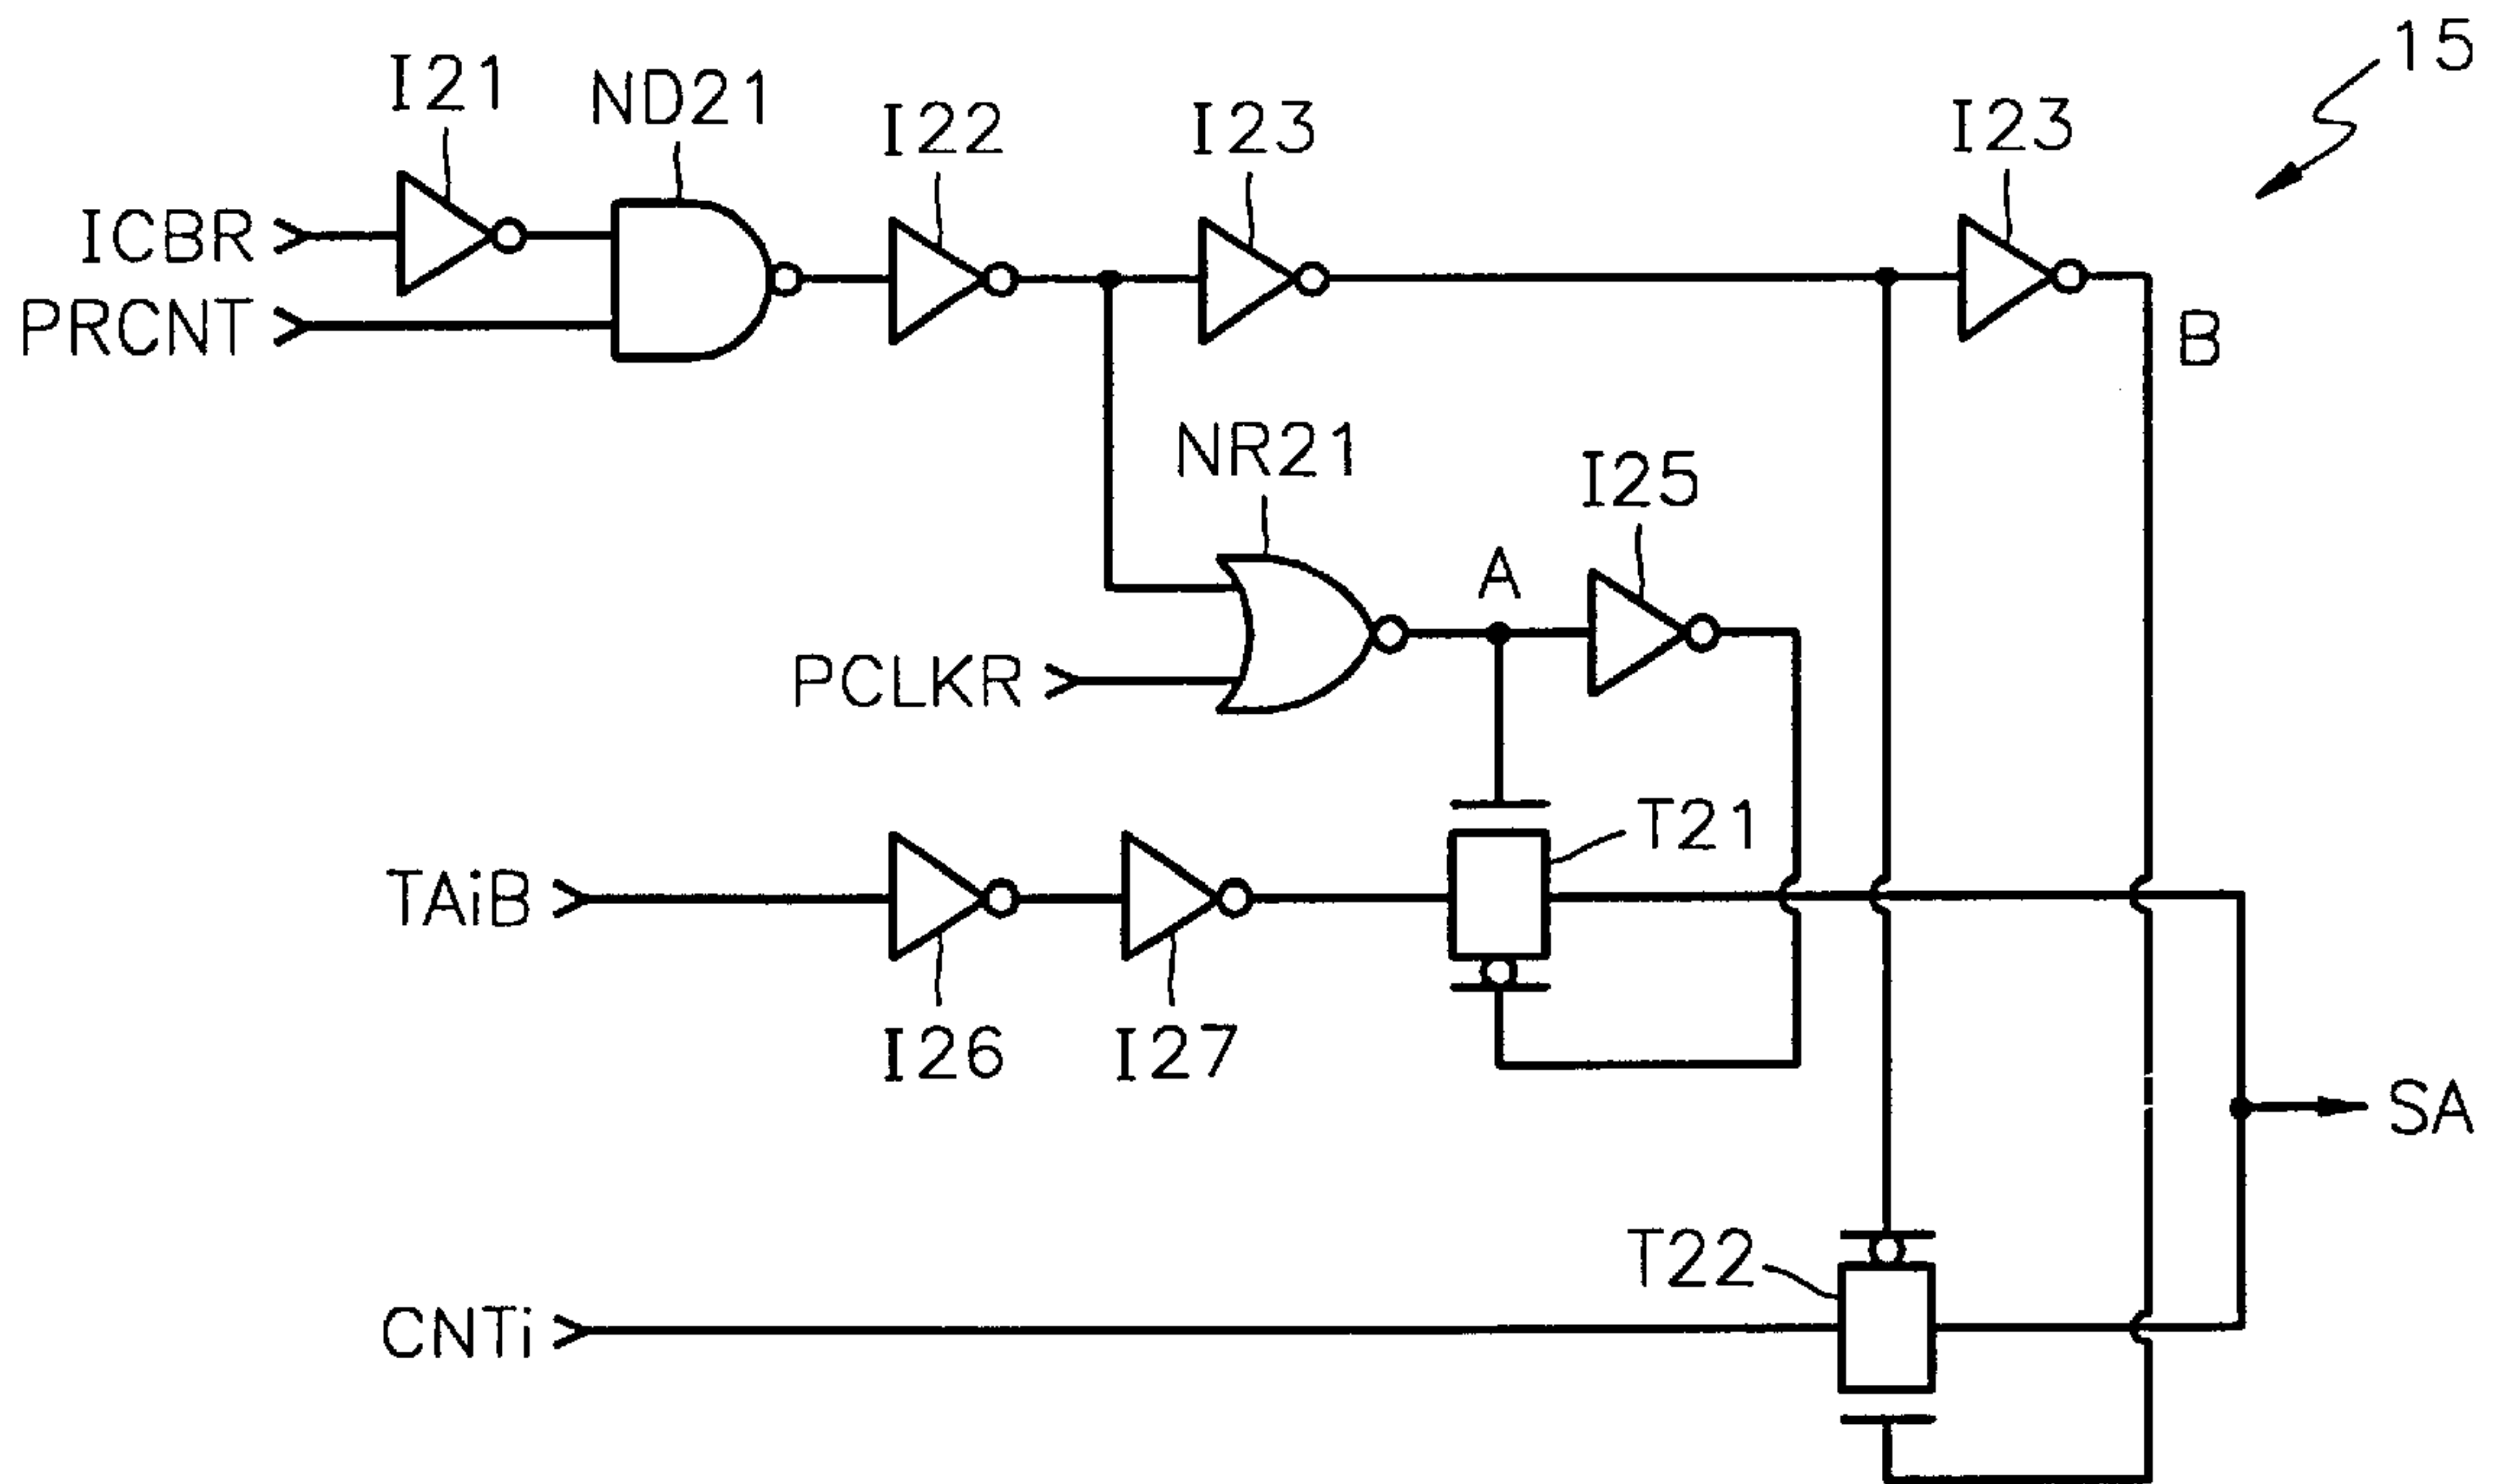 15
I21
ND21
I22
I23
I23
ICBR
PRCNT
B
NR21
I25
A
PCLKR
T21
TAiB
I26
I27
SA
T22
CNTi